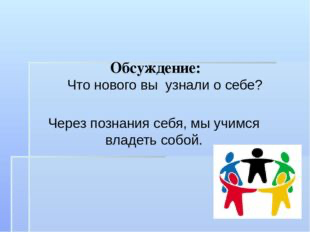 Обсуждение:
Что нового вы узнали о себе?
Через познания себя, мы учимся
владеть собой.